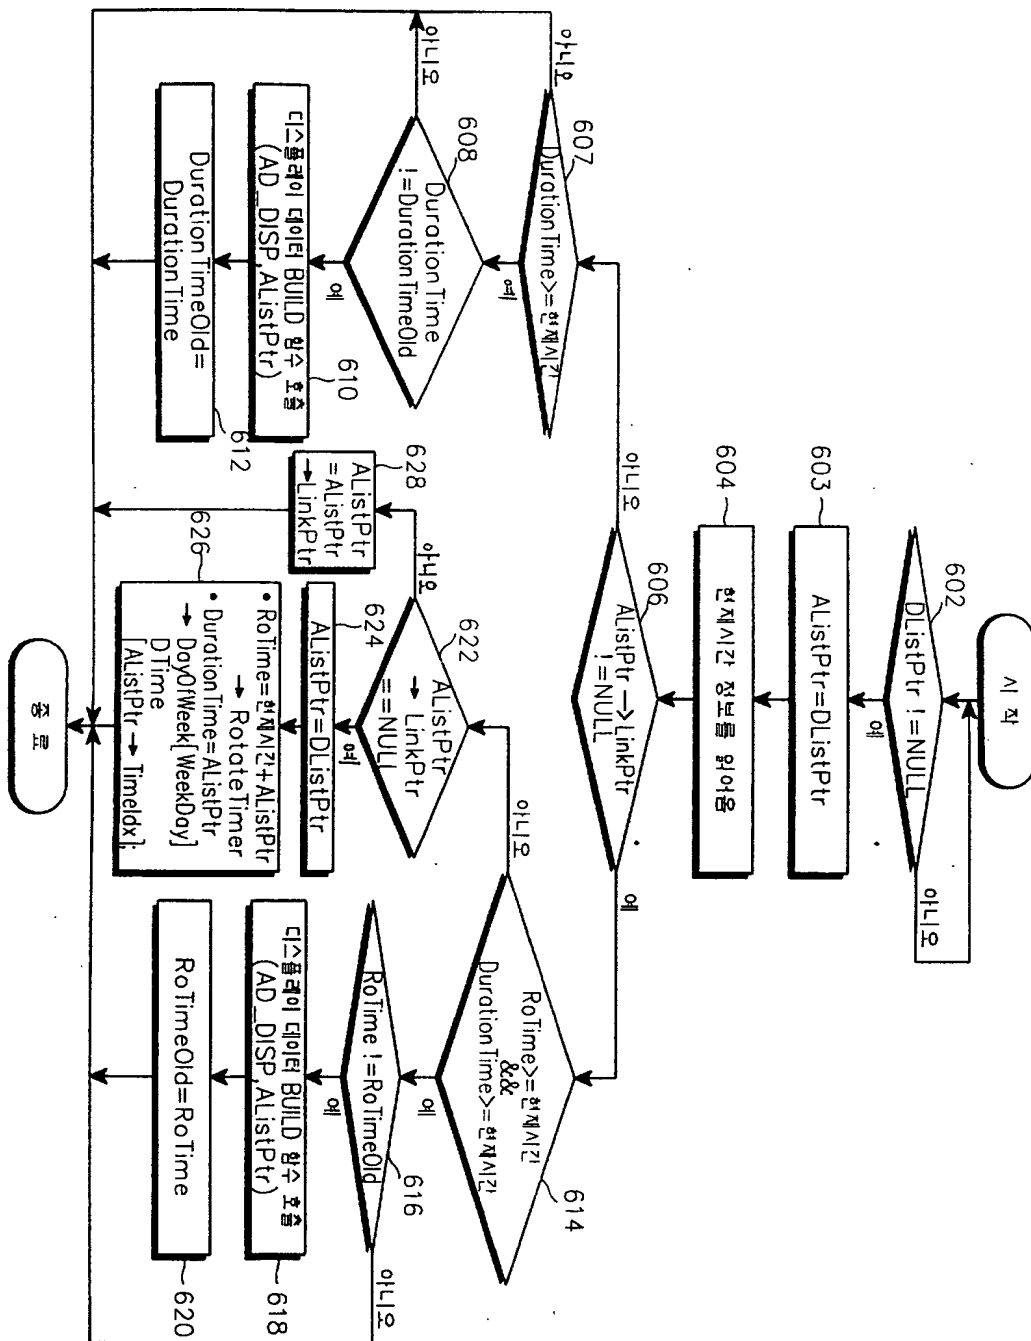 시 작
602
DListPtr !=NULL
아니오
예
603
AListPtr=DListPtr
604
현재시간 정보를 읽어옴
606
AListPtr →LinkPtr
!=NULL
아니오
예
607
DurationTime>=현재시간
아니오
예
608
DurationTime
!=DurationTimeOld
아니오
예
디스플레이 데이터 BUILD 함수 호출
(AD_DISP,AListPtr)
610
DurationTimeOld=
DurationTime
612
RoTime>=현재시간
&&
DurationTime>=현재시간
614
아니오
예
RoTime !=RoTimeOld
616
아니오
예
디스플레이 데이터 BUILD 함수 호출
(AD_DISP,AListPtr)
618
RoTimeOld=RoTime
620
622
AListPtr
→ LinkPtr
==NULL
아니오
예
628
AListPtr
=AListPtr
→LinkPtr
624
AListPtr=DListPtr
626
• RoTime=현재시간+AListPtr
→ RotateTimer
• DurationTime=AListPtr
→ DayOfWeek[WeekDay]
DTime
[AListPtr → TimeIdx];
종 료